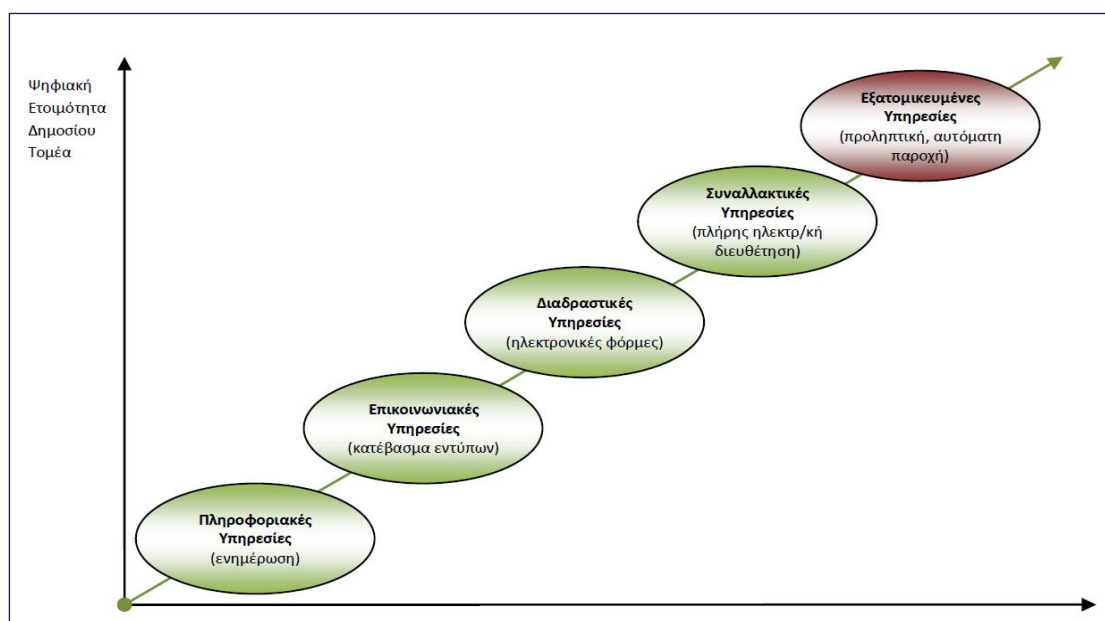 Ψηφιακή
Ετοιμότητα
Δημοσίου
Τομέα
Εξατομικευμένες
Υπηρεσίες
(προληπτική, αυτόματη
παροχή)
Συναλλακτικές
Υπηρεσίες
(πλήρης ηλεκτρ/κή
διευθέτηση)
Διαδραστικές
Υπηρεσίες
(ηλεκτρονικές φόρμες)
Επικοινωνιακές
Υπηρεσίες
(κατέβασμα εντύπων)
Πληροφοριακές
Υπηρεσίες
(ενημέρωση)